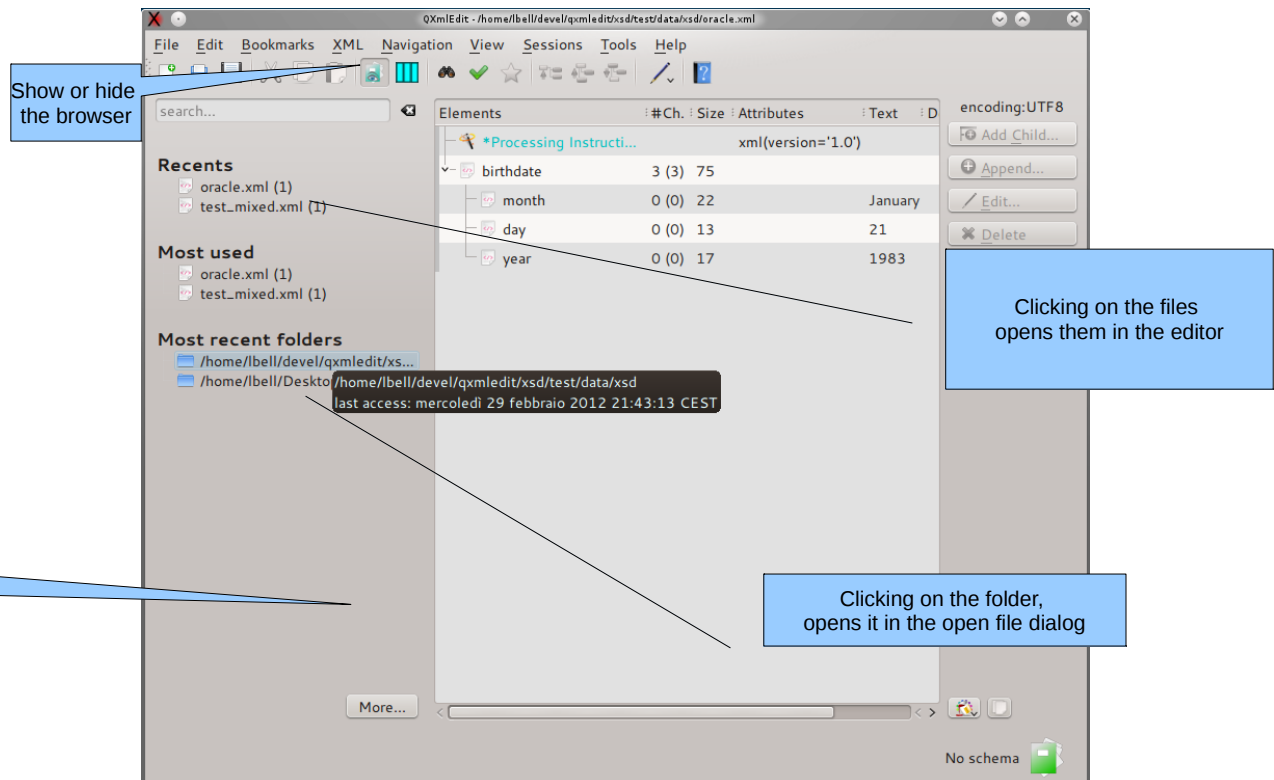 QXmlEdit - /home/lbell/devel/qxmledit/xsd/test/data/xsd/oracle.xml
File Edit Bookmarks XML Navigation View Sessions Tools Help
Show or hide
the browser
search...
Recents
oracle.xml (1)
test_mixed.xml (1)
Most used
oracle.xml (1)
test_mixed.xml (1)
Most recent folders
/home/lbell/devel/qxmledit/xs...
/home/lbell/Deskto
/home/lbell/devel/qxmledit/xsd/test/data/xsd
last access: mercoledì 29 febbraio 2012 21:43:13 CEST
More...
Elements #Ch. Size Attributes Text D
*Processing Instructi... xml(version='1.0')
birthdate 3 (3) 75
month 0 (0) 22 January
day 0 (0) 13 21
year 0 (0) 17 1983
encoding:UTF8
Add Child...
Append...
Edit...
Delete
Clicking on the files
opens them in the editor
Clicking on the folder,
opens it in the open file dialog
No schema